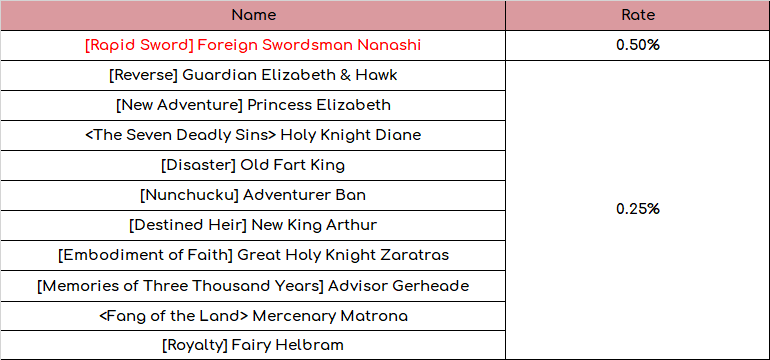 Name Rate
[Rapid Sword] Foreign Swordsman Nanashi 0.50%
[Reverse] Guardian Elizabeth & Hawk
[New Adventure] Princess Elizabeth
<The Seven Deadly Sins> Holy Knight Diane
[Disaster] Old Fart King
[Nunchucku] Adventurer Ban
[Destined Heir] New King Arthur
[Embodiment of Faith] Great Holy Knight Zaratras
[Memories of Three Thousand Years] Advisor Gerheade
<Fang of the Land> Mercenary Matrona
[Royalty] Fairy Helbram
0.25%